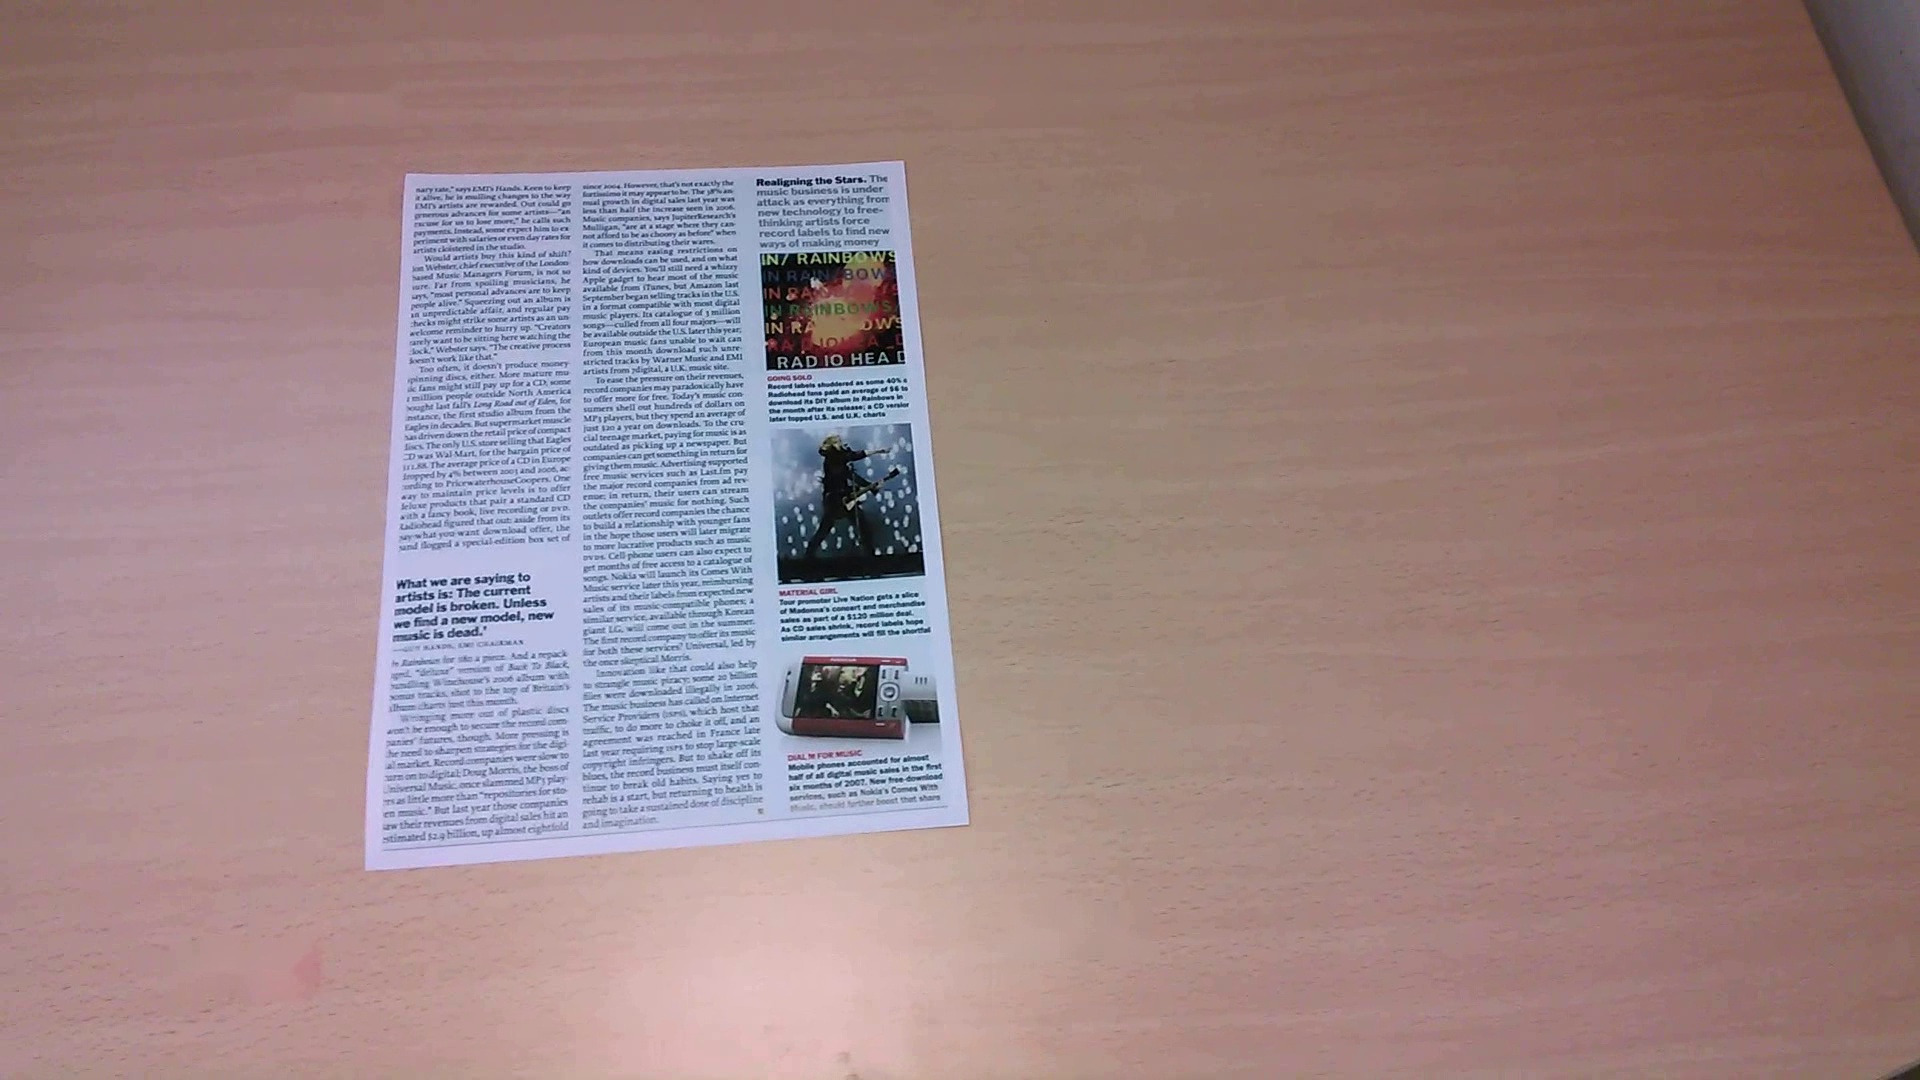 nary rate," says EMI's Hands. Keen to keep
it alive, he is mulling changes to the way
EMI's artists are rewarded. Out could go
generous advances for some artists—"an
excuse for us to lose more," he calls such
payments. Instead, some expect him to ex-
periment with salaries or even day rates for
artists cloistered in the studio.
Would artists buy this kind of shift?
Jon Webster, chief executive of the London-
based Music Managers Forum, is not so
sure. Far from spoiling musicians, he
says, "most personal advances are to keep
people alive." Squeezing out an album is
an unpredictable affair, and regular pay
checks might strike some artists as an un-
welcome reminder to hurry up. "Creators
rarely want to be sitting here watching the
clock," Webster says. "The creative process
doesn't work like that."
Too often, it doesn't produce money-
spinning discs, either. More mature mu-
sic fans might still pay up for a CD; some
million people outside North America
bought last fall's Long Road out of Eden, for
instance, the first studio album from the
Eagles in decades. But supermarket muscle
has driven down the retail price of compact
discs. The only U.S. store selling that Eagles
CD was Wal-Mart, for the bargain price of
$11.88. The average price of a CD in Europe
dropped by 4% between 2005 and 2006, ac-
cording to PricewaterhouseCoopers. One
way to maintain price levels is to offer
deluxe products that pair a standard CD
with a fancy book, live recording or DVD.
Radiohead figured that out: aside from its
pay-what-you-want download offer, the
band flogged a special-edition box set of
What we are saying to
artists is: The current
model is broken. Unless
we find a new model, new
music is dead.'
—GUY HANDS, EMI CHAIRMAN
In Rainbows for $80 a piece. And a repack-
aged, "deluxe" version of Back To Black,
bundling Winehouse's 2006 album with
bonus tracks, shot to the top of Britain's
album charts just this month.
Wringing more out of plastic discs
won't be enough to secure the record com-
panies' futures, though. More pressing is
the need to sharpen strategies for the digi-
al market. Record companies were slow to
turn on to digital; Doug Morris, the boss of
Universal Music, once slammed MP3 play-
ers as little more than "repositories for sto-
en music." But last year those companies
saw their revenues from digital sales hit an
estimated $2.9 billion, up almost eightfold
since 2004. However, that's not exactly the
fortissimo it may appear to be. The 38% an-
nual growth in digital sales last year was
less than half the increase seen in 2006.
Music companies, says JupiterResearch's
Mulligan, "are at a stage where they can-
not afford to be as choosy as before" when
it comes to distributing their wares.
That means easing restrictions on
how downloads can be used, and on what
kind of devices. You'll still need a whizzy
Apple gadget to hear most of the music
available from iTunes, but Amazon last
September began selling tracks in the U.S.
in a format compatible with most digital
music players. Its catalogue of 3 million
songs—culled from all four majors—will
be available outside the U.S. later this year;
European music fans unable to wait can
from this month download such unre-
stricted tracks by Warner Music and EMI
artists from 7digital, a U.K. music site.
To ease the pressure on their revenues,
record companies may paradoxically have
to offer more for free. Today's music con-
sumers shell out hundreds of dollars on
MP3 players, but they spend an average of
just $20 a year on downloads. To the cru-
cial teenage market, paying for music is as
outdated as picking up a newspaper. But
companies can get something in return for
giving them music. Advertising-supported
free music services such as Last.fm pay
the major record companies from ad rev-
enue; in return, their users can stream
the companies' music for nothing. Such
outlets offer record companies the chance
to build a relationship with younger fans
in the hope those users will later migrate
to more lucrative products such as music
DVDs. Cell-phone users can also expect to
get months of free access to a catalogue of
songs. Nokia will launch its Comes With
Music service later this year, reimbursing
artists and their labels from expected new
sales of its music-compatible phones; a
similar service, available through Korean
giant LG, will come out in the summer.
The first record company to offer its music
for both these services? Universal, led by
the once skeptical Morris.
Innovation like that could also help
to strangle music piracy; some 20 billion
files were downloaded illegally in 2006.
The music business has called on Internet
Service Providers (ISPs), which host that
traffic, to do more to choke it off, and an
agreement was reached in France late
last year requiring ISPs to stop large-scale
copyright infringers. But to shake off its
blues, the record business must itself con-
tinue to break old habits. Saying yes to
rehab is a start, but returning to health is
going to take a sustained dose of discipline
and imagination.
Realigning the Stars. The
music business is under
attack as everything from
new technology to free-
thinking artists force
record labels to find new
ways of making money
IN/ RAINBOWS
IN RAIN/BOWS
IN RAINBOWS
IN RAINBOWS
IN RAINBOWS
RADIOHEA_D
RAD IO HEA D
GOING SOLO
Record labels shuddered as some 40% o
Radiohead fans paid an average of $6 to
download its DIY album In Rainbows in
the month after its release; a CD version
later topped U.S. and U.K. charts
MATERIAL GIRL
Tour promoter Live Nation gets a slice
of Madonna's concert and merchandise
sales as part of a $120 million deal.
As CD sales shrink, record labels hope
similar arrangements will fill the shortfal
DIAL M FOR MUSIC
Mobile phones accounted for almost
half of all digital music sales in the first
six months of 2007. New free-download
services, such as Nokia's Comes With
Music, should further boost that share